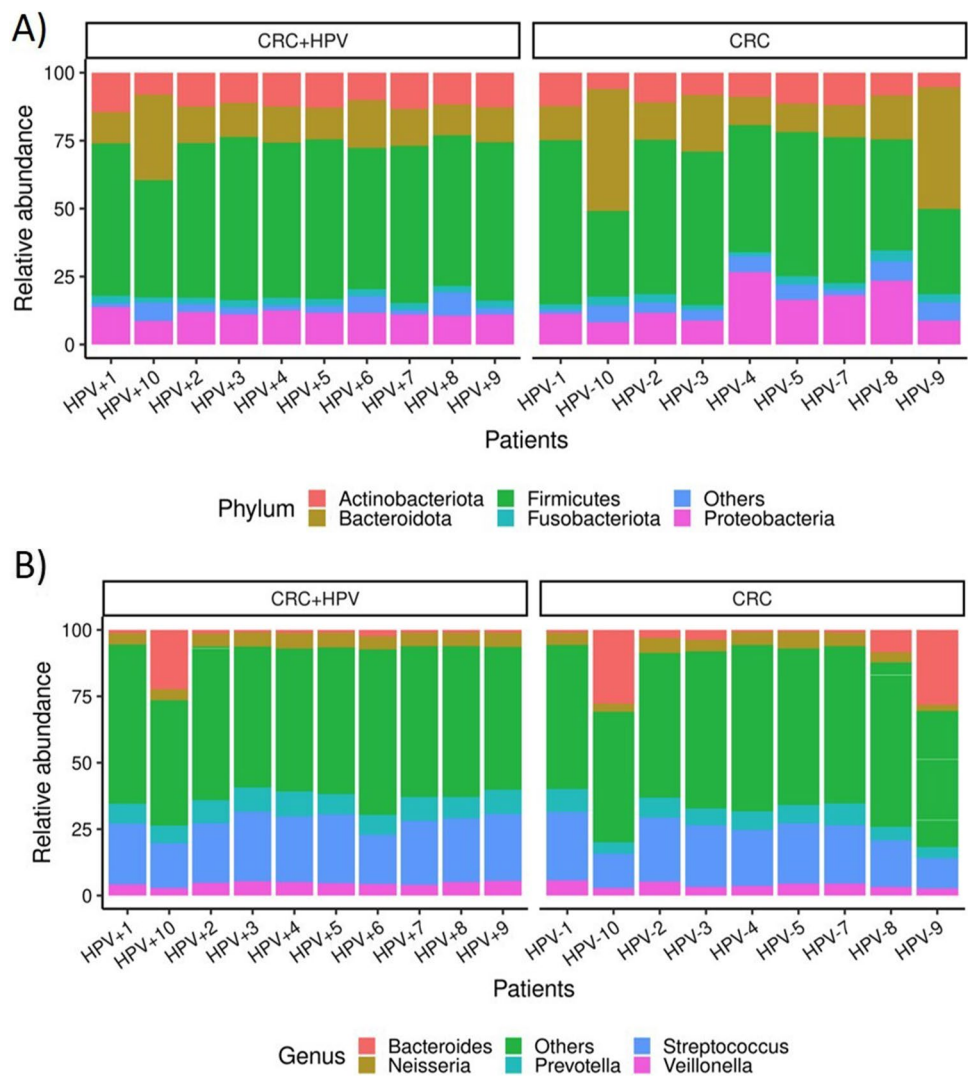 A)
CRC+HPV CRC
Relative abundance
100
75
50
25
0
HPV+1 HPV+10 HPV+2 HPV+3 HPV+4 HPV+5 HPV+6 HPV+7 HPV+8 HPV+9 HPV-1 HPV-10 HPV-2 HPV-3 HPV-4 HPV-5 HPV-7 HPV-8 HPV-9
Patients
Phylum
Actinobacteriota Firmicutes Others
Bacteroidota Fusobacteriota Proteobacteria
B)
CRC+HPV CRC
Relative abundance
100
75
50
25
0
HPV+1 HPV+10 HPV+2 HPV+3 HPV+4 HPV+5 HPV+6 HPV+7 HPV+8 HPV+9 HPV-1 HPV-10 HPV-2 HPV-3 HPV-4 HPV-5 HPV-7 HPV-8 HPV-9
Patients
Genus
Bacteroides Others Streptococcus
Neisseria Prevotella Veillonella